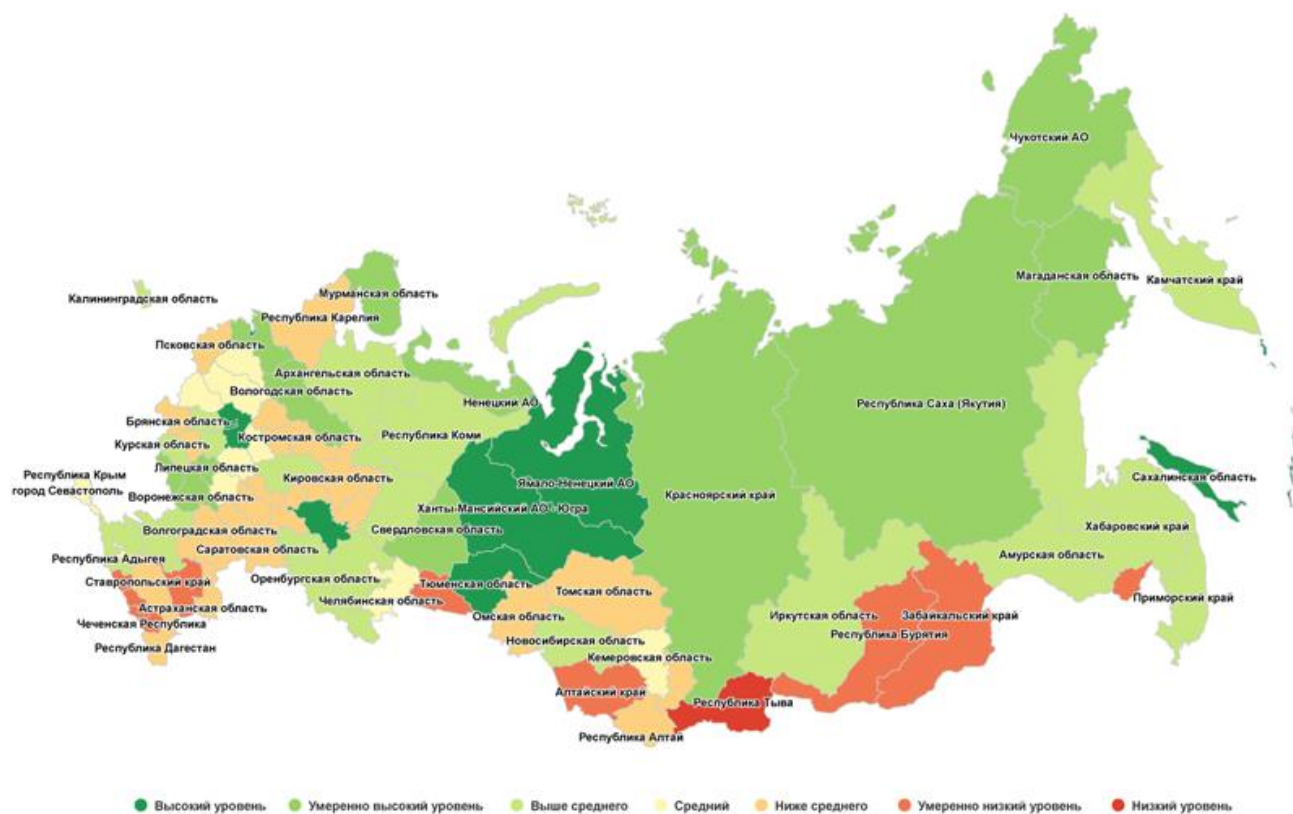 Чукотский АО
Магаданская область
Камчатский край
Калининградская область
Мурманская область
Республика Карелия
Псковская область
Архангельская область
Вологодская область
Ненецкий АО
Республика Саха (Якутия)
Брянская область
Костромская область
Курская область
Республика Коми
Липецкая область
Республика Крым
город Севастополь
Кировская область
Ямало-Ненецкий АО
Сахалинская область
Воронежская область
Красноярский край
Ханты-Мансийский АО - Югра
Волгоградская область
Свердловская область
Хабаровский край
Саратовская область
Амурская область
Республика Адыгея
Ставропольский край
Оренбургская область
Тюменская область
Томская область
Челябинская область
Приморский край
Астраханская область
Омская область
Иркутская область
Забайкальский край
Чеченская Республика
Новосибирская область
Республика Бурятия
Республика Дагестан
Кемеровская область
Алтайский край
Республика Тыва
Республика Алтай
Высокий уровень
Умеренно высокий уровень
Выше среднего
Средний
Ниже среднего
Умеренно низкий уровень
Низкий уровень